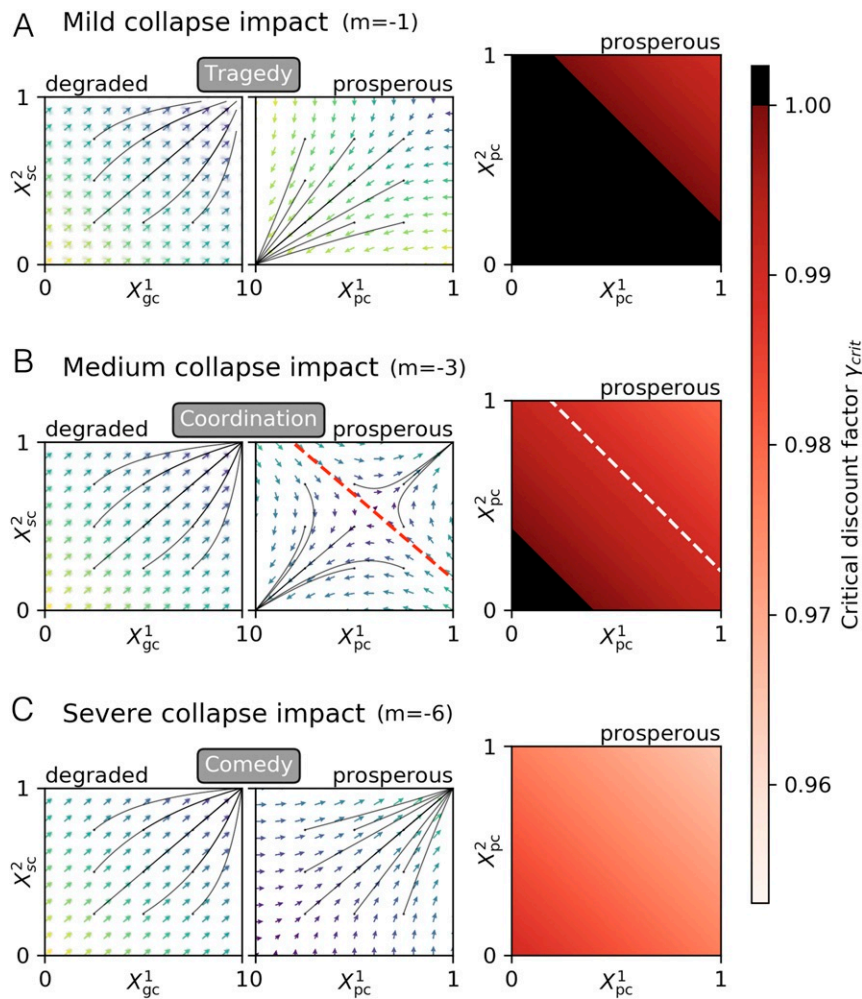 A Mild collapse impact (m=-1)
degraded Tragedy prosperous prosperous
1 1 1.00
X²sc X²pc
0 0 0.99
0 X¹gc 1 0 X¹pc 1 0 X¹pc 1
B Medium collapse impact (m=-3)
degraded Coordination prosperous prosperous
1 1 0.98
X²sc X²pc
0 0
0 X¹gc 1 0 X¹pc 1 0 X¹pc 1 0.97
C Severe collapse impact (m=-6)
degraded Comedy prosperous prosperous
1 1 0.96
X²sc X²pc
0 0
0 X¹gc 1 0 X¹pc 1 0 X¹pc 1
Critical discount factor γcrit